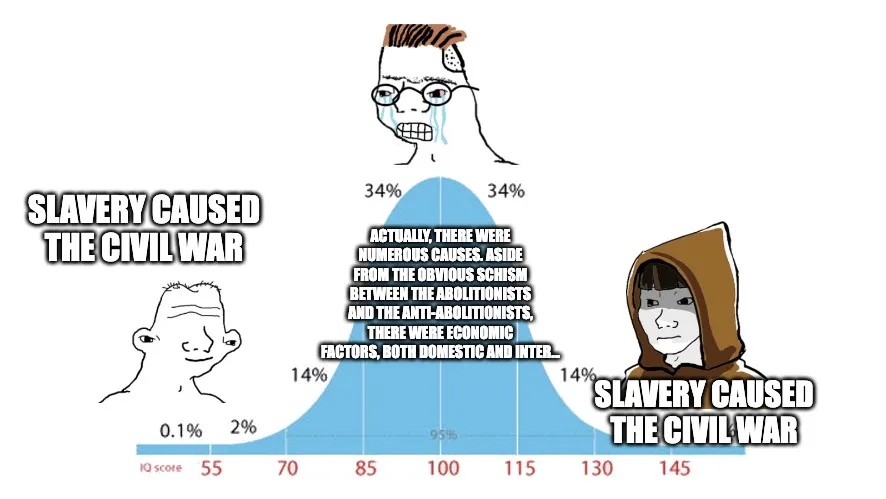 34% 34%
SLAVERY CAUSED
THE CIVIL WAR
ACTUALLY, THERE WERE
NUMEROUS CAUSES. ASIDE
FROM THE OBVIOUS SCHISM
BETWEEN THE ABOLITIONISTS
AND THE ANTI-ABOLITIONISTS,
THERE WERE ECONOMIC
FACTORS, BOTH DOMESTIC AND INTER...
14% 14%
SLAVERY CAUSED
THE CIVIL WAR
0.1% 2%
95%
IQ score 55 70 85 100 115 130 145